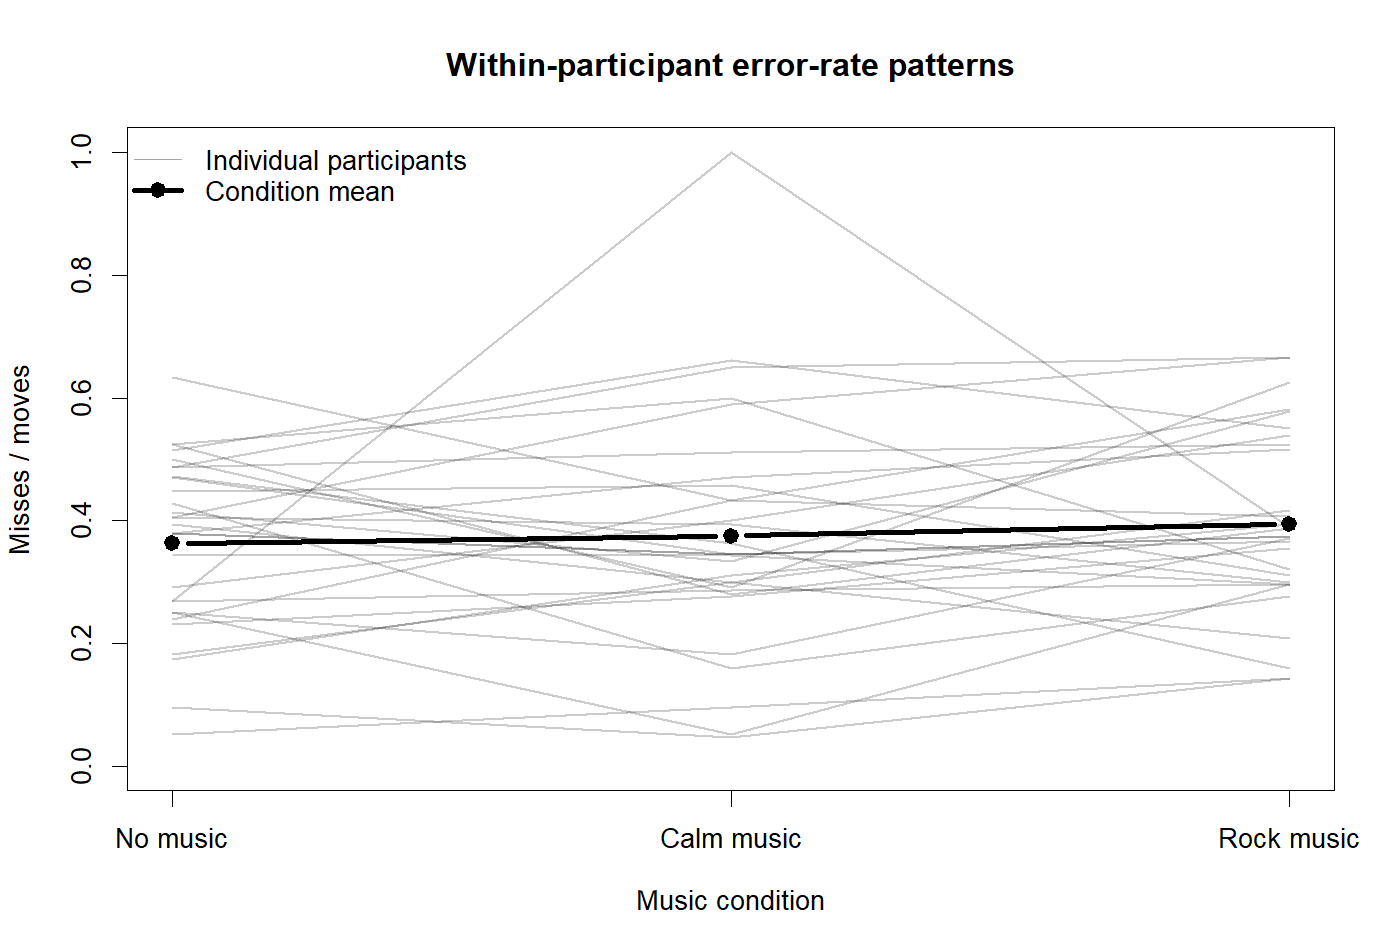 Within-participant error-rate patterns
Individual participants
Condition mean
1.0
0.8
0.6
0.4
0.2
0.0
Misses / moves
No music
Calm music
Rock music
Music condition